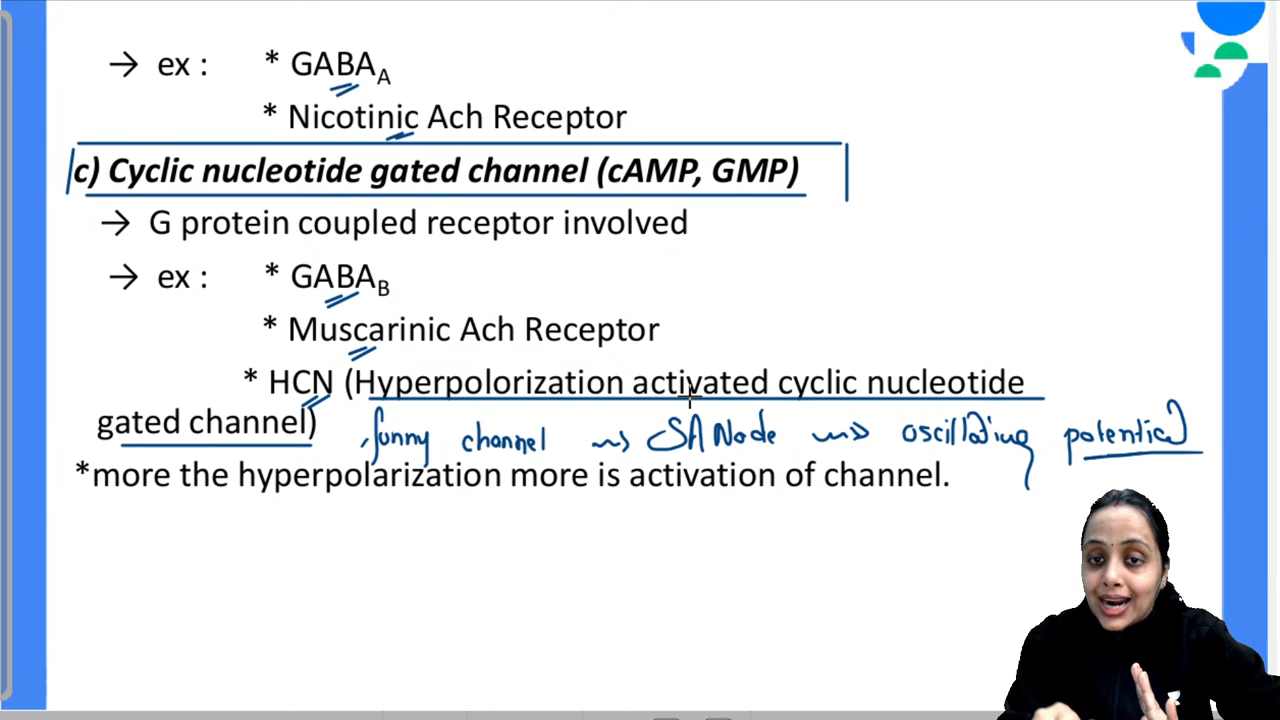 → ex : * GABA_A
* Nicotinic Ach Receptor
c) Cyclic nucleotide gated channel (cAMP, GMP)
→ G protein coupled receptor involved
→ ex : * GABA_B
* Muscarinic Ach Receptor
* HCN (Hyperpolorization activated cyclic nucleotide
gated channel) funny channel ⟿ SA Node ⟿ oscillating potential
*more the hyperpolarization more is activation of channel.